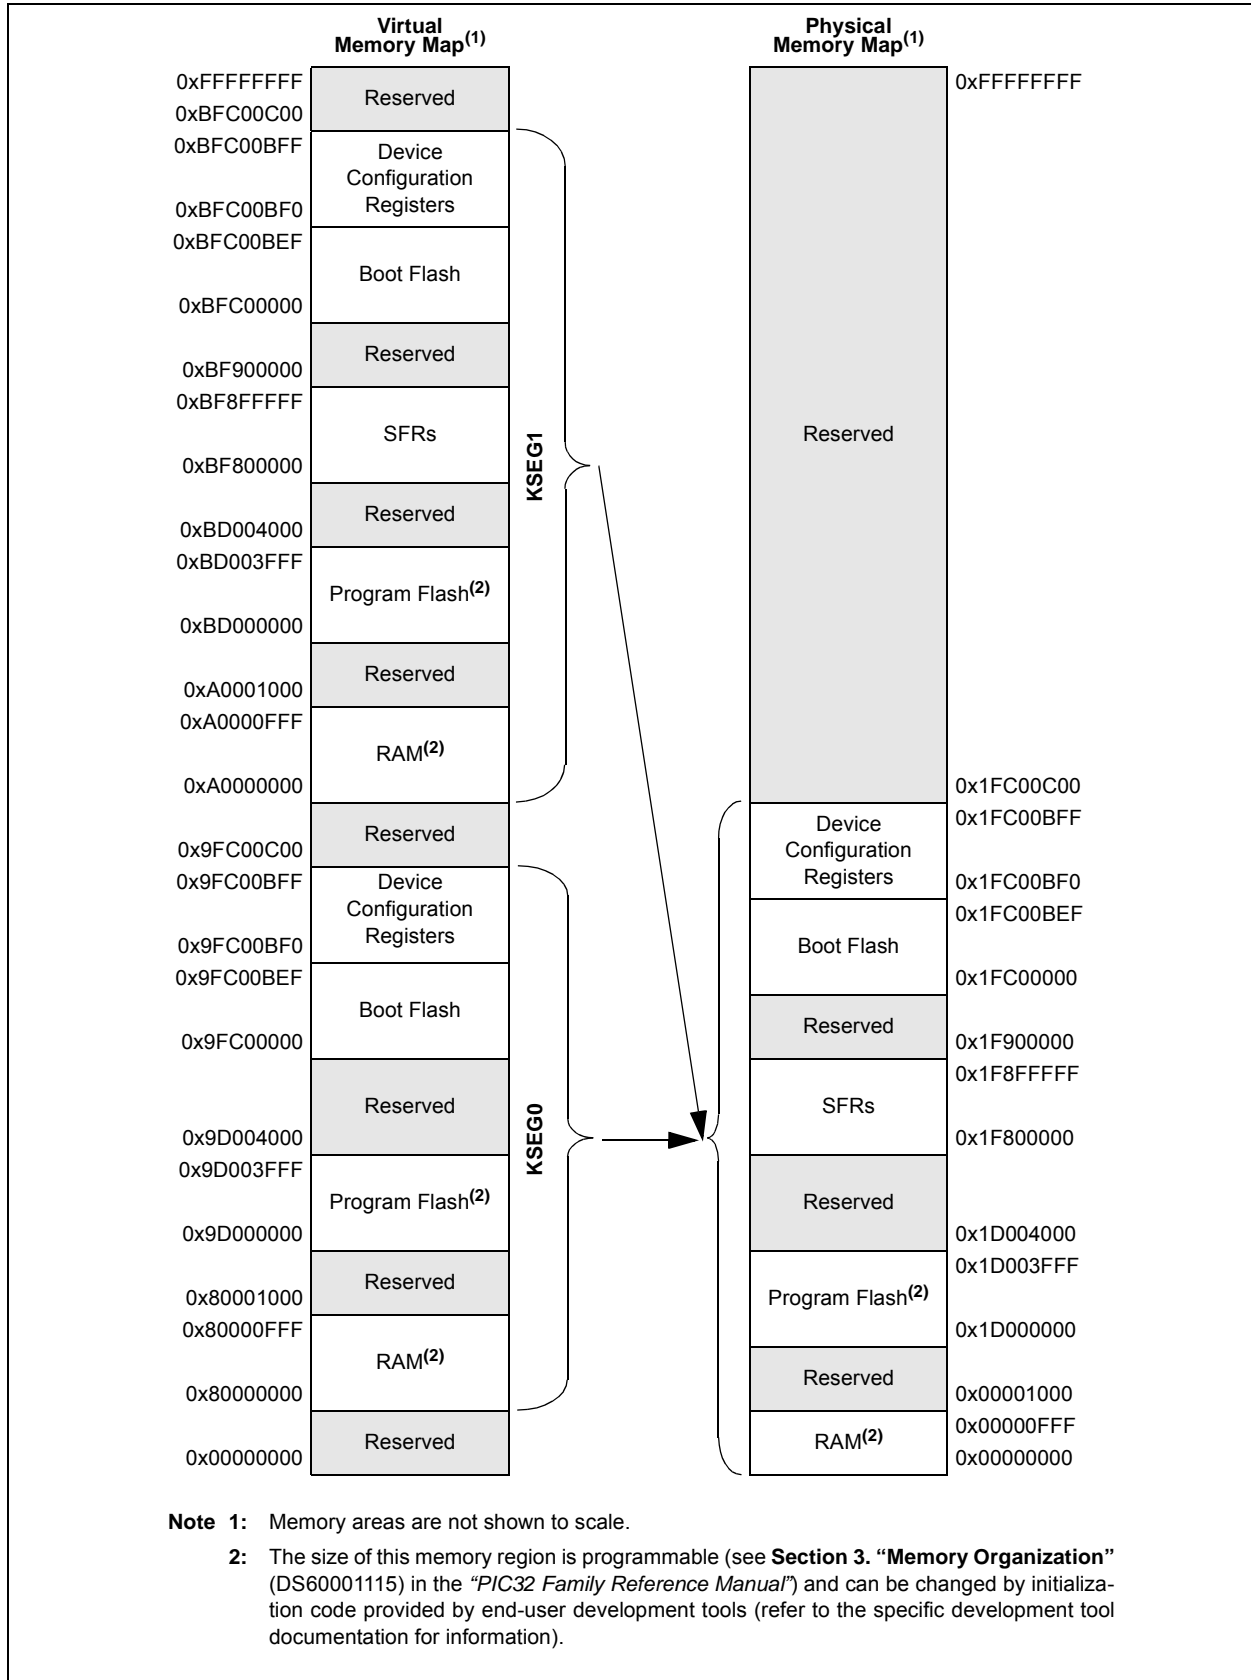 Virtual
Memory Map(1)
Physical
Memory Map(1)
0xFFFFFFFF
Reserved
0xBFC00C00
0xBFC00BFF
Device
Configuration
Registers
0xBFC00BF0
0xBFC00BEF
Boot Flash
0xBFC00000
Reserved
0xBF900000
0xBF8FFFFF
SFRs
0xBF800000
Reserved
0xBD004000
0xBD003FFF
Program Flash(2)
0xBD000000
Reserved
0xA0001000
0xA0000FFF
RAM(2)
0xA0000000
KSEG1
Reserved
0x9FC00C00
0x9FC00BFF
Device
Configuration
Registers
0x9FC00BF0
0x9FC00BEF
Boot Flash
0x9FC00000
Reserved
0x9D004000
0x9D003FFF
Program Flash(2)
0x9D000000
Reserved
0x80001000
0x80000FFF
RAM(2)
0x80000000
KSEG0
Reserved
0x00000000
0xFFFFFFFF
Reserved
0x1FC00C00
0x1FC00BFF
Device
Configuration
Registers
0x1FC00BF0
0x1FC00BEF
Boot Flash
0x1FC00000
Reserved
0x1F900000
0x1F8FFFFF
SFRs
0x1F800000
Reserved
0x1D004000
0x1D003FFF
Program Flash(2)
0x1D000000
Reserved
0x00001000
0x00000FFF
RAM(2)
0x00000000
Note 1: Memory areas are not shown to scale.
2: The size of this memory region is programmable (see Section 3. “Memory Organization”
(DS60001115) in the “PIC32 Family Reference Manual”) and can be changed by initializa-
tion code provided by end-user development tools (refer to the specific development tool
documentation for information).